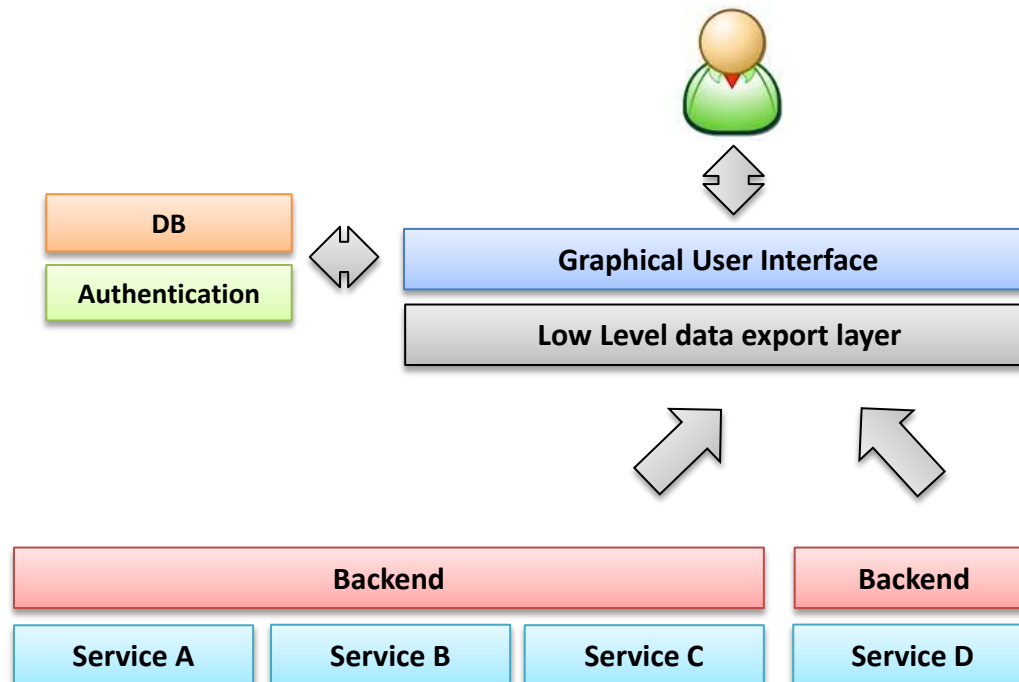 DB
Authentication
Graphical User Interface
Low Level data export layer
Backend
Backend
Service A
Service B
Service C
Service D